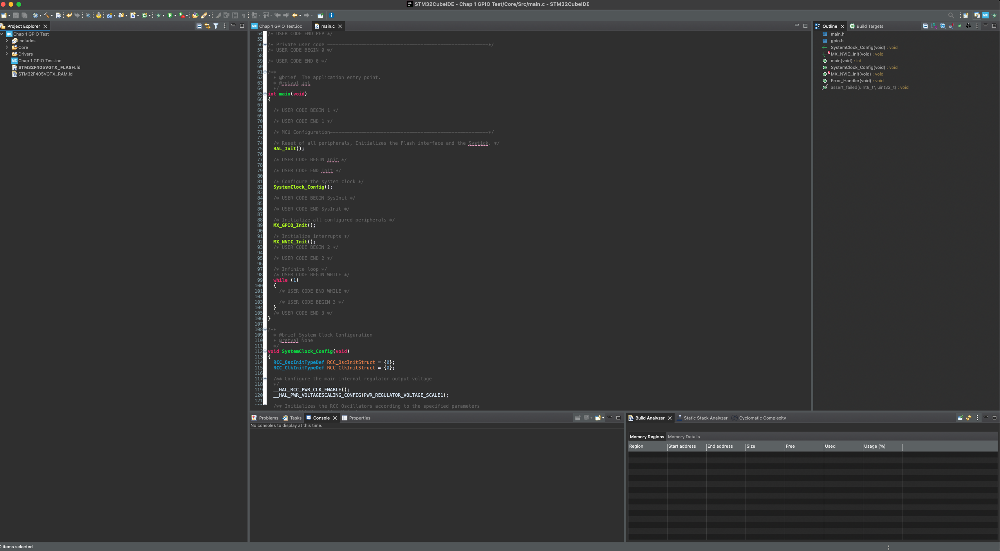 STM32CubeIDE - Chap 1 GPIO Test/Core/Src/main.c - STM32CubeIDE
Project Explorer
IDE Chap 1 GPIO Test
Includes
Core
Drivers
MX Chap 1 GPIO Test.ioc
STM32F405VGTX_FLASH.ld
STM32F405VGTX_RAM.ld
MX Chap 1 GPIO Test.ioc
main.c
54 /* USER CODE END PFP */
55
56 /* Private user code ---------------------------------------------------------*/
57 /* USER CODE BEGIN 0 */
58
59 /* USER CODE END 0 */
60
61 /**
62 * @brief  The application entry point.
63 * @retval int
64 */
65 int main(void)
66 {
67
68 /* USER CODE BEGIN 1 */
69
70 /* USER CODE END 1 */
71
72 /* MCU Configuration--------------------------------------------------------*/
73
74 /* Reset of all peripherals, Initializes the Flash interface and the Systick. */
75 HAL_Init();
76
77 /* USER CODE BEGIN Init */
78
79 /* USER CODE END Init */
80
81 /* Configure the system clock */
82 SystemClock_Config();
83
84 /* USER CODE BEGIN SysInit */
85
86 /* USER CODE END SysInit */
87
88 /* Initialize all configured peripherals */
89 MX_GPIO_Init();
90
91 /* Initialize interrupts */
92 MX_NVIC_Init();
93 /* USER CODE BEGIN 2 */
94
95 /* USER CODE END 2 */
96
97 /* Infinite loop */
98 /* USER CODE BEGIN WHILE */
99 while (1)
100 {
101 /* USER CODE END WHILE */
102
103 /* USER CODE BEGIN 3 */
104 }
105 /* USER CODE END 3 */
106 }
107
108 /**
109 * @brief System Clock Configuration
110 * @retval None
111 */
112 void SystemClock_Config(void)
113 {
114 RCC_OscInitTypeDef RCC_OscInitStruct = {0};
115 RCC_ClkInitTypeDef RCC_ClkInitStruct = {0};
116
117 /** Configure the main internal regulator output voltage
118 */
119 __HAL_RCC_PWR_CLK_ENABLE();
120 __HAL_PWR_VOLTAGESCALING_CONFIG(PWR_REGULATOR_VOLTAGE_SCALE1);
121
/** Initializes the RCC Oscillators according to the specified parameters
Outline
Build Targets
main.h
gpio.h
SystemClock_Config(void) : void
MX_NVIC_Init(void) : void
main(void) : int
SystemClock_Config(void) : void
MX_NVIC_Init(void) : void
Error_Handler(void) : void
assert_failed(uint8_t*, uint32_t) : void
Problems
Tasks
Console
Properties
No consoles to display at this time.
Build Analyzer
Static Stack Analyzer
Cyclomatic Complexity
Memory Regions
Memory Details
Region
Start address
End address
Size
Free
Used
Usage (%)
0 items selected